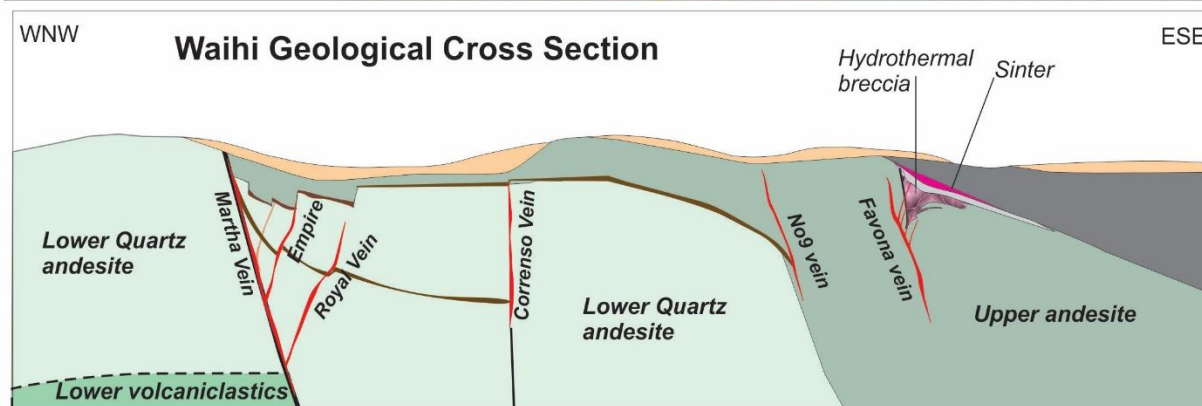 WNW
Waihi Geological Cross Section
ESE
Hydrothermal
breccia
Sinter
Lower Quartz
andesite
Martha Vein
Empire
Royal Vein
Correnso Vein
Lower Quartz
andesite
No9 vein
Favona vein
Upper andesite
Lower volcaniclastics